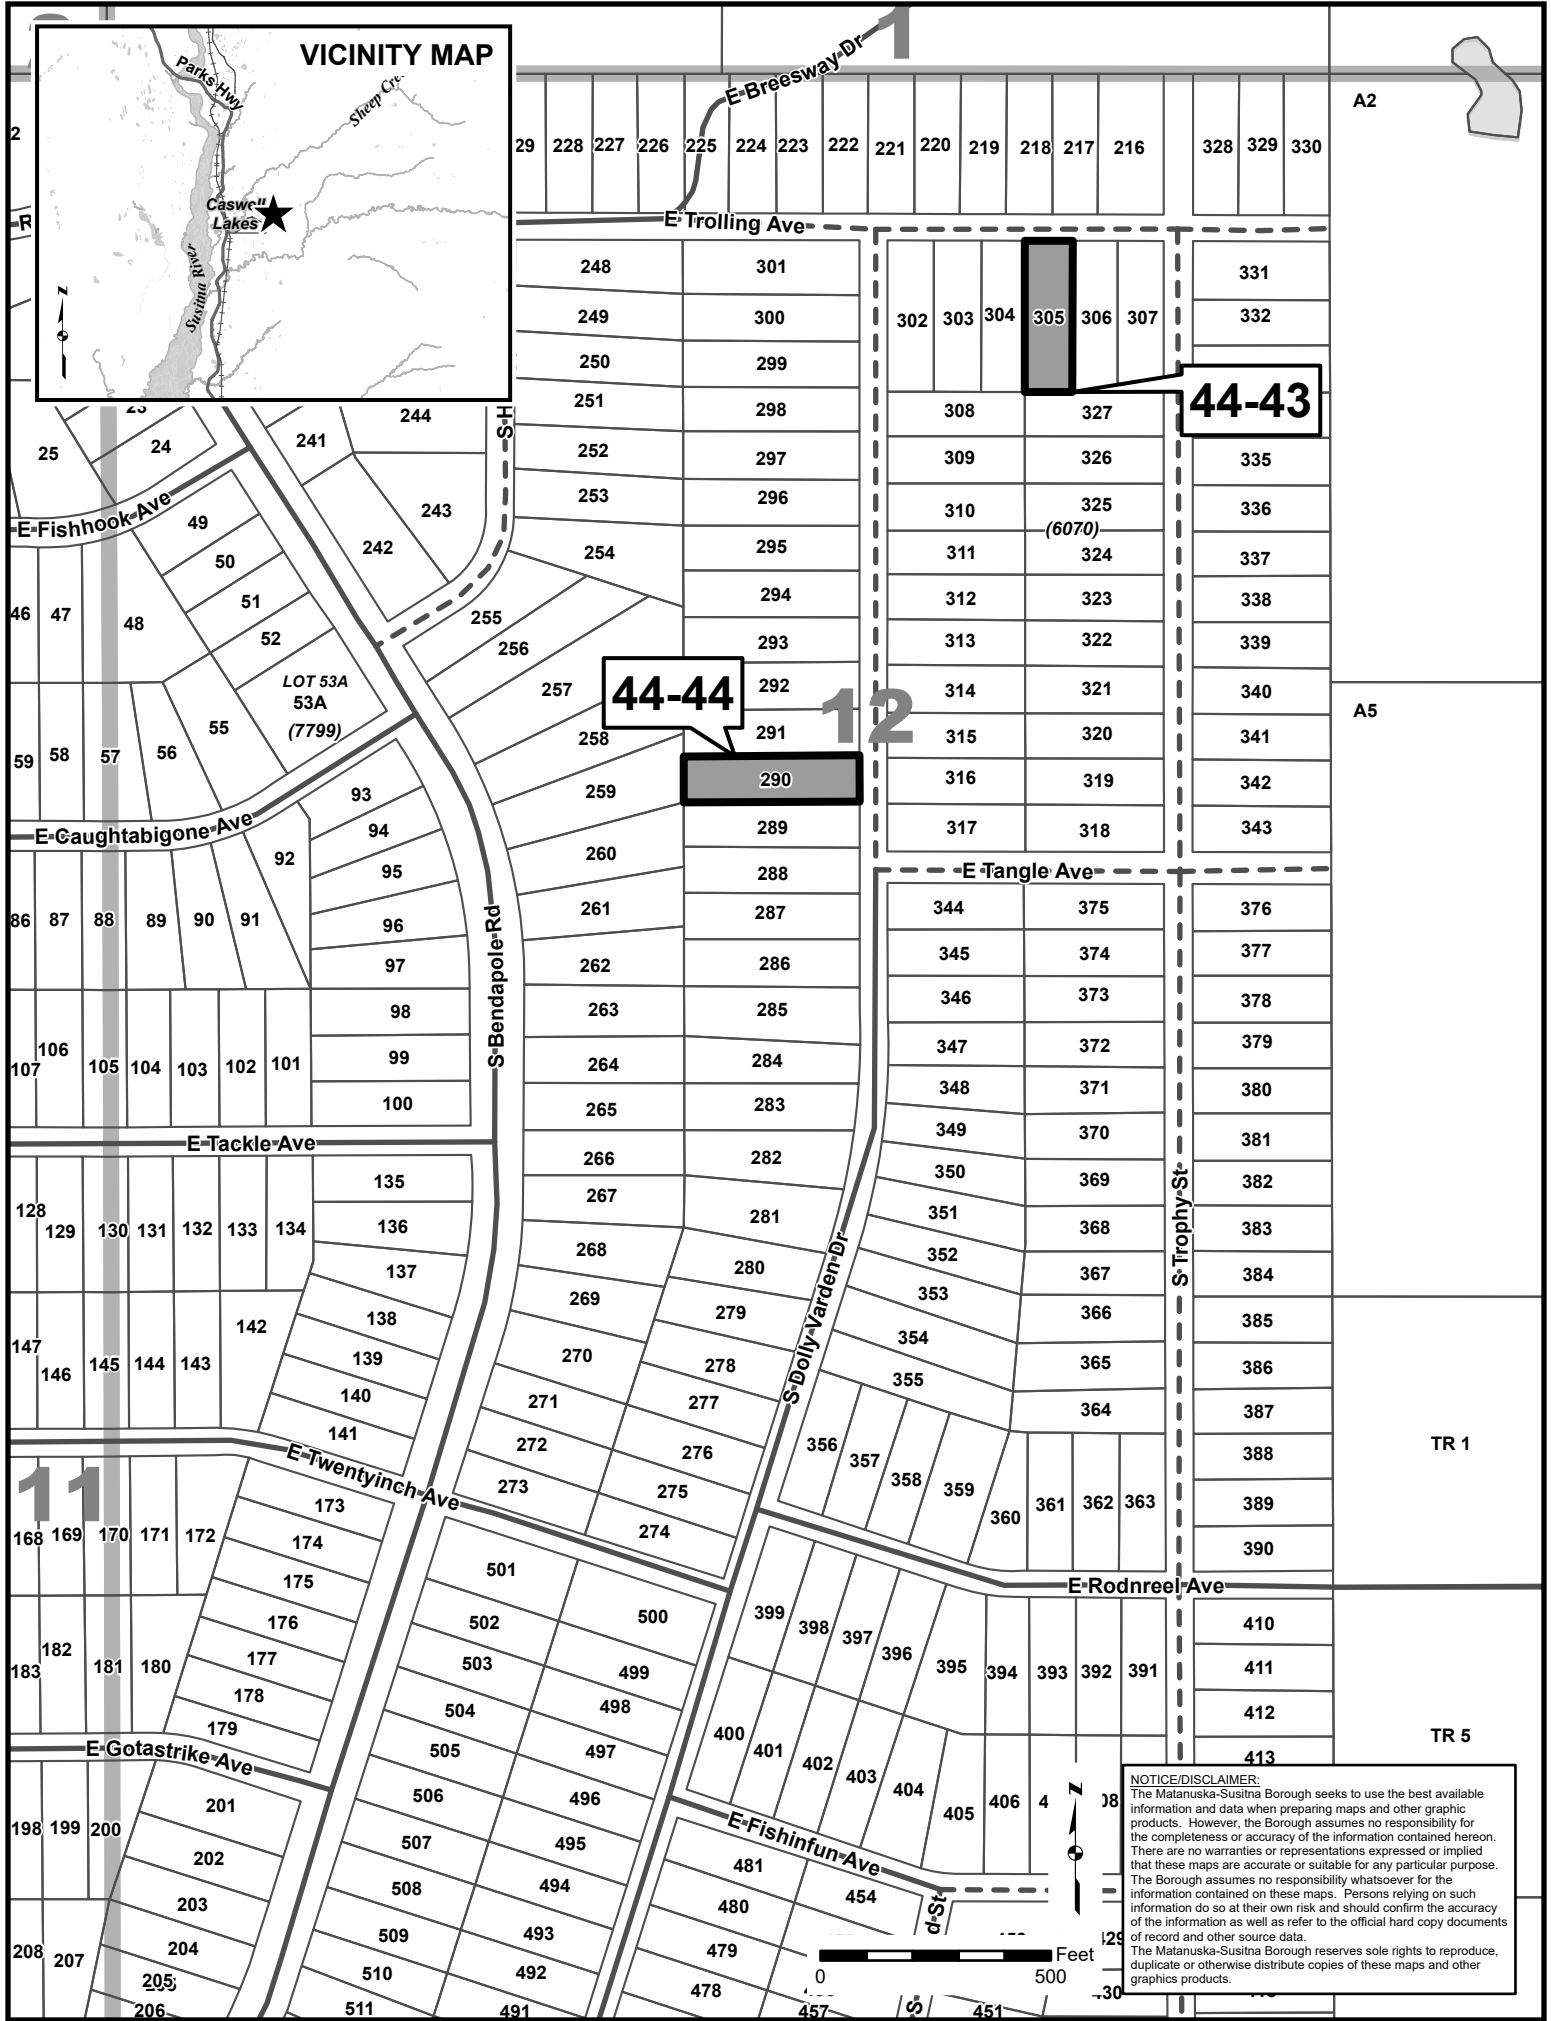 VICINITY MAP
Parks Hwy
Sheep Cre
Caswell
Lakes
Susitna River
z
1
E Breesway Dr
A2
2
29 228 227 226 225 224 223 222 221 220 219 218 217 216 328 329 330
R
E Trolling Ave
248 301 331
249 300 302 303 304 305 306 307 332
250 299
44-43
23 244 251 298 308 327
25 24 241 S H 252 297 309 326 335
253 296 310 325 336
E Fishhook Ave 49 243 (6070)
242 254 295 311 324 337
50
46 47 48 51 255 294 312 323 338
52 256 293 313 322 339
LOT 53A
53A
(7799)
257 44-44 292 12 314 321 340 A5
55 258 291 315 320 341
59 58 57 56 259 290 316 319 342
93
E Caughtabigone Ave 94 289 317 318 343
92 95 260 288 E Tangle Ave
86 87 88 89 90 91 96 261 287 344 375 376
S Bendapole Rd
97 262 286 345 374 377
98 263 285 346 373 378
106 99 264 284 347 372 379
107 105 104 103 102 101 100 265 283 348 371 380
E Tackle Ave 349 370 381
135 266 282 350 369 382
128 267 281 351 368 383
129 130 131 132 133 134 136 268 280 352 367 384
S Trophy St
S Dolly Varden Dr
137 269 279 353 366 385
142 138 270 278 354 365 386
147 146 145 144 143 139 271 277 355 364 387
140 272 276 356 357 358 359 360 361 362 363 388 TR 1
141 273 275 389
E Twentyinch Ave 274 390
11
168 169 170 171 172 173
174 501 E Rodnreel Ave
175 502 500 399 398 397 396 395 394 393 392 391 410
182 176 503 499 411
183 181 180 177 504 498 412
178 505 497 400 401 402 403 404 405 406 4 08 413 TR 5
179
E Gotastrike Ave
198 199 200 201 506 496
202 507 495 E Fishinfun Ave
203 508 494 481 454
208 207 204 509 493 480 d St
205 510 492 479
206 511 491 478 457 S 451 430
z
Feet
0 500
NOTICE/DISCLAIMER:
The Matanuska-Susitna Borough seeks to use the best available
information and data when preparing maps and other graphic
products. However, the Borough assumes no responsibility for
the completeness or accuracy of the information contained hereon.
There are no warranties or representations expressed or implied
that these maps are accurate or suitable for any particular purpose.
The Borough assumes no responsibility whatsoever for the
information contained on these maps. Persons relying on such
information do so at their own risk and should confirm the accuracy
of the information as well as refer to the official hard copy documents
of record and other source data.
The Matanuska-Susitna Borough reserves sole rights to reproduce,
duplicate or otherwise distribute copies of these maps and other
graphics products.